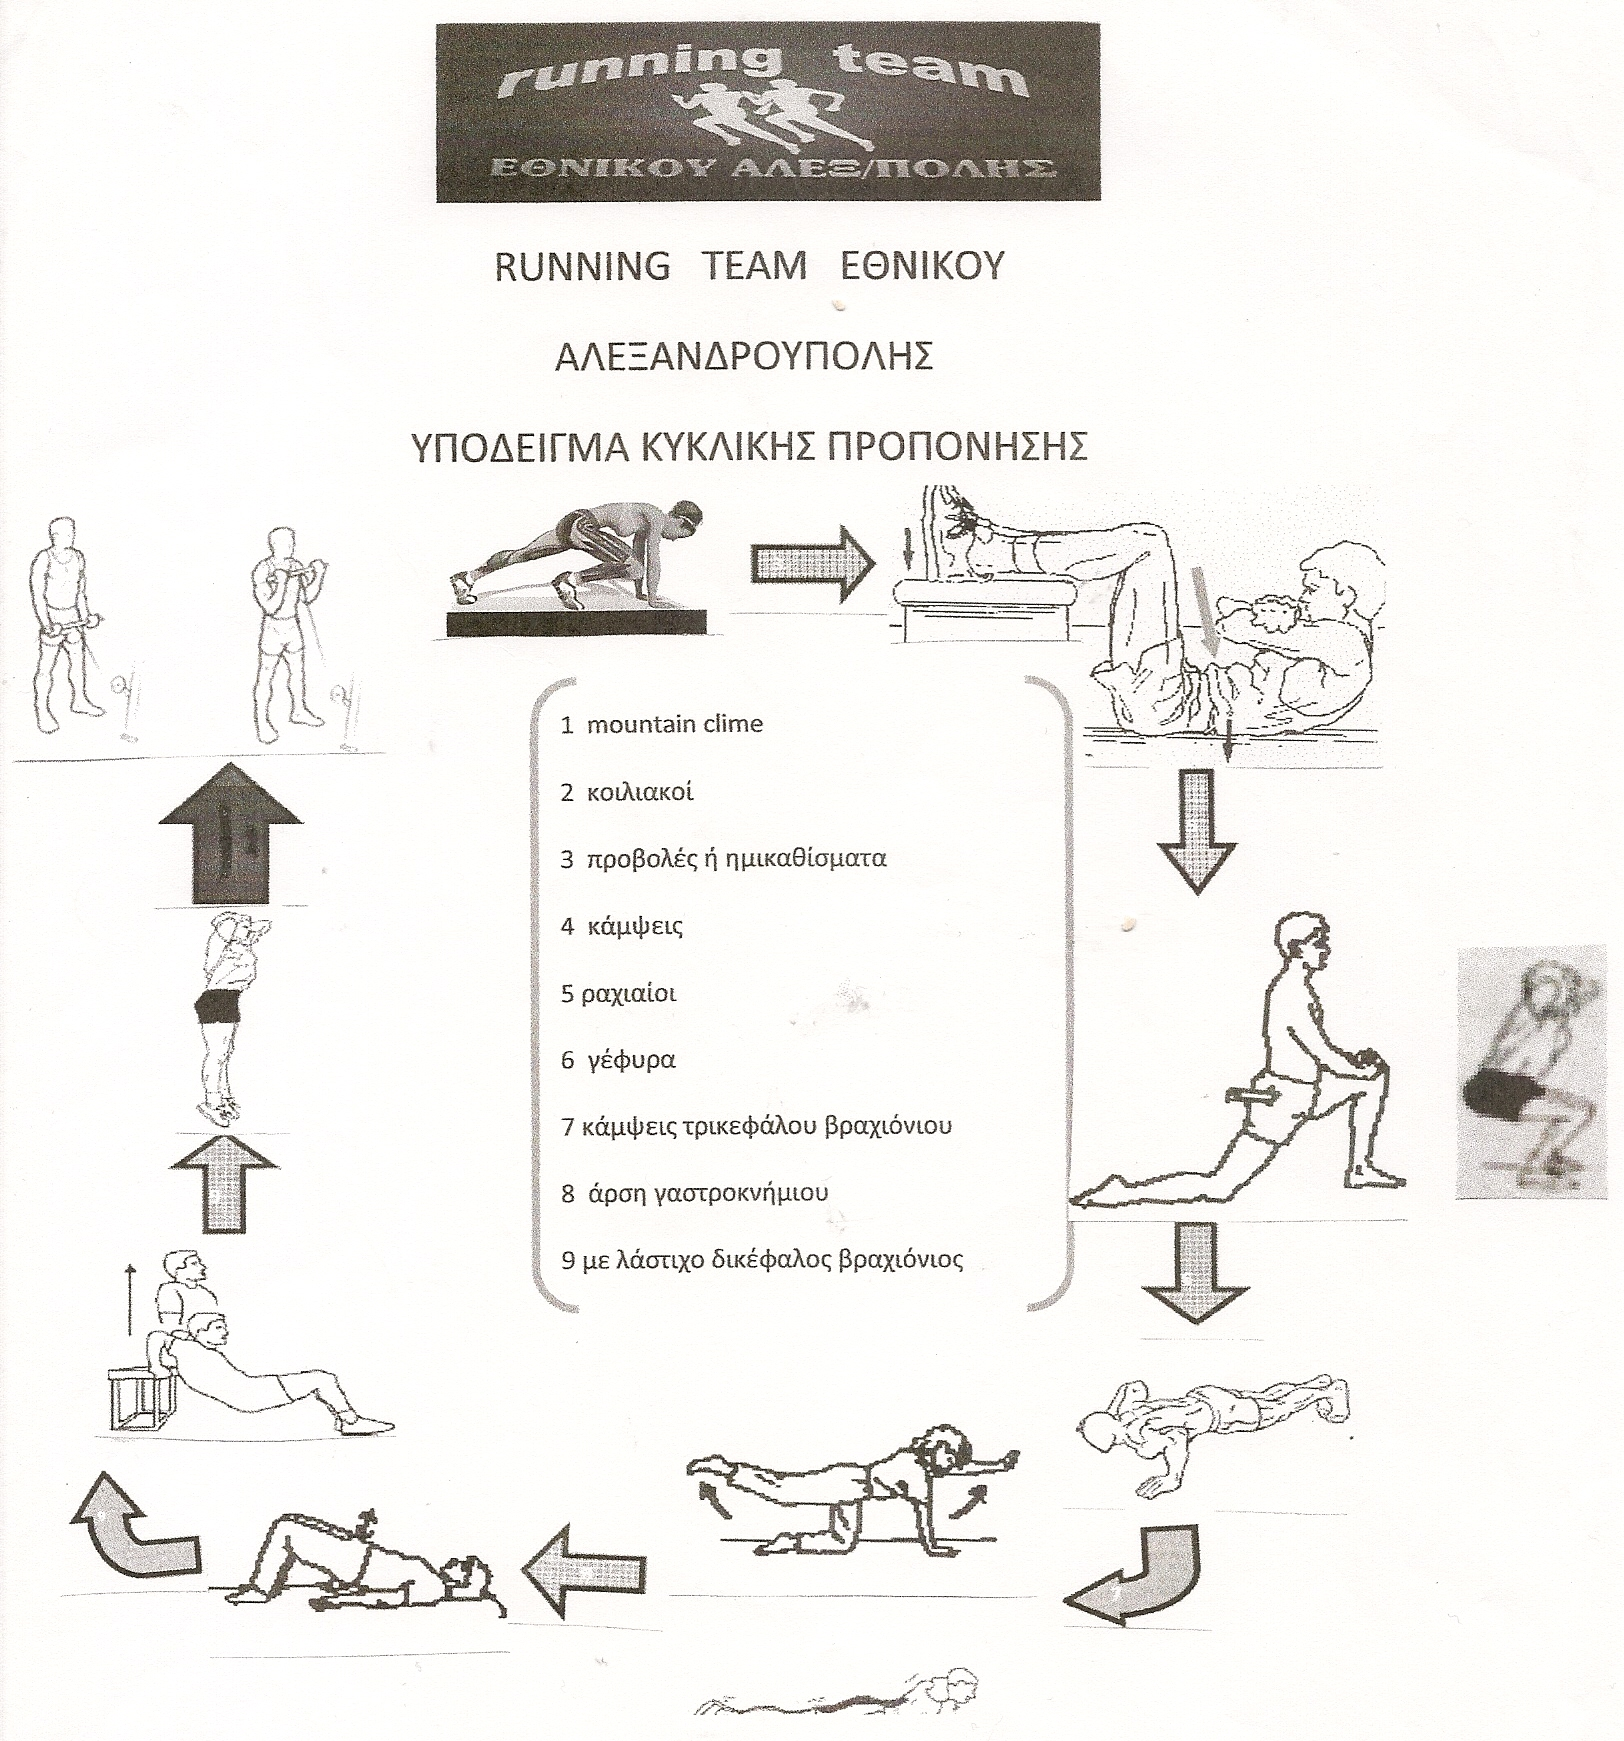 running team
ΕΘΝΙΚΟΥ ΑΛΕΞ/ΠΟΛΗΣ
RUNNING TEAM ΕΘΝΙΚΟΥ
ΑΛΕΞΑΝΔΡΟΥΠΟΛΗΣ
ΥΠΟΔΕΙΓΜΑ ΚΥΚΛΙΚΗΣ ΠΡΟΠΟΝΗΣΗΣ
1 mountain clime
2 κοιλιακοί
3 προβολές ή ημικαθίσματα
4 κάμψεις
5 ραχιαίοι
6 γέφυρα
7 κάμψεις τρικεφάλου βραχιόνιου
8 άρση γαστροκνήμιου
9 με λάστιχο δικέφαλος βραχιόνιος